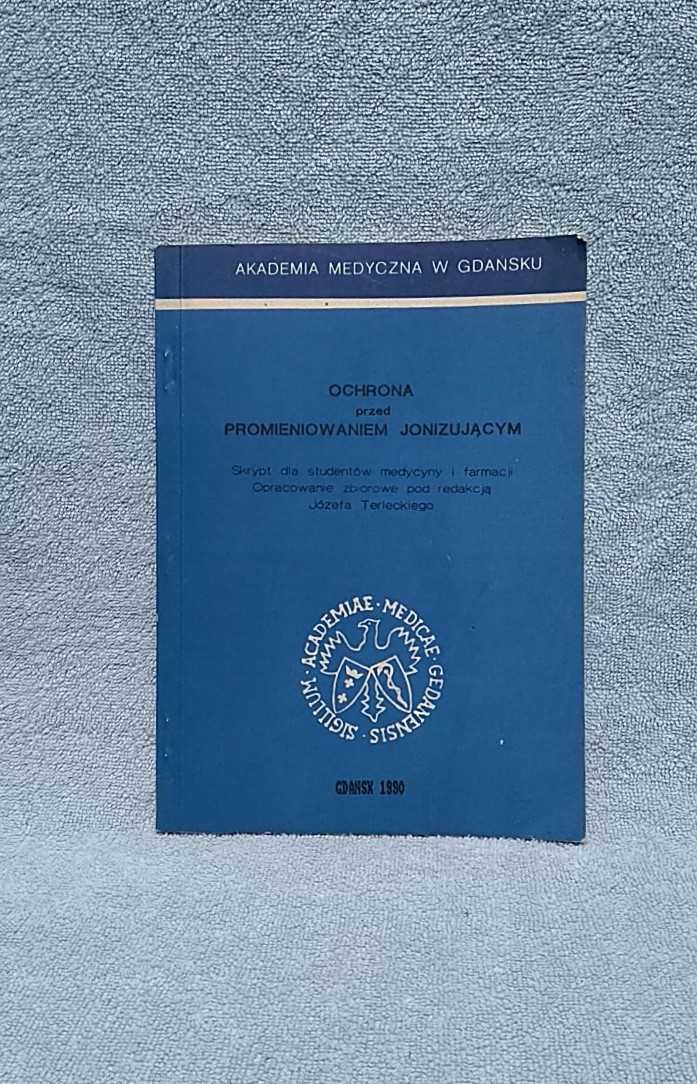 AKADEMIA MEDYCZNA W GDAŃSKU
OCHRONA
przed
PROMIENIOWANIEM JONIZUJĄCYM
Skrypt dla studentów medycyny i farmacji
Opracowanie zbiorowe pod redakcją
Józefa Terleckiego
SIGILLUM · ACADEMIAE · MEDICAE · GEDANENSIS ·
GDAŃSK 1990